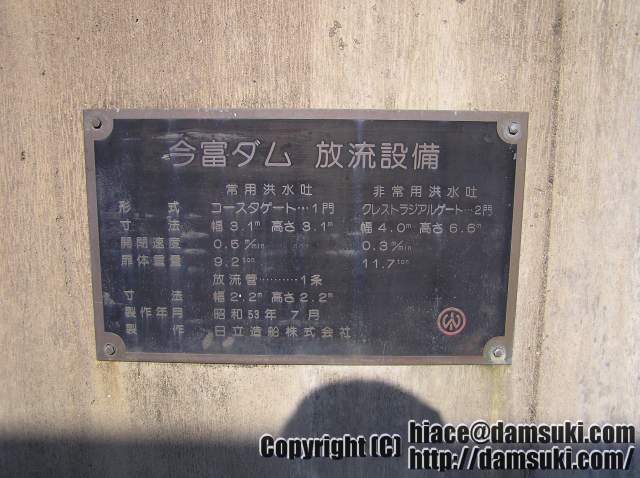 今富ダム 放流設備
常用洪水吐 非常用洪水吐
形式 コースタゲート…1門 クレストラジアルゲート…2門
寸法 幅3.1m 高さ3.1m 幅4.0m 高さ6.6m
開閉速度 0.5m/min 0.3m/min
扉体重量 9.2ton 11.7ton
放流管………1条
寸法 幅2.2m 高さ2.2m
製作年月 昭和53年 7月
製作 日立造船株式会社
Copyright (C) hiace@damsuki.com
http://damsuki.com/